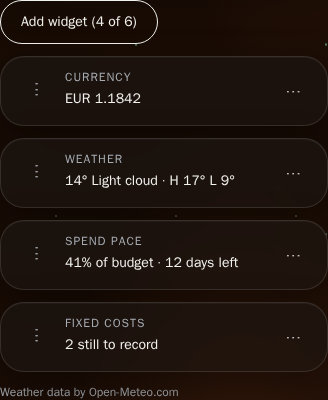 Add widget (4 of 6)
CURRENCY
EUR 1.1842
WEATHER
14° Light cloud · H 17° L 9°
SPEND PACE
41% of budget · 12 days left
FIXED COSTS
2 still to record
Weather data by Open-Meteo.com